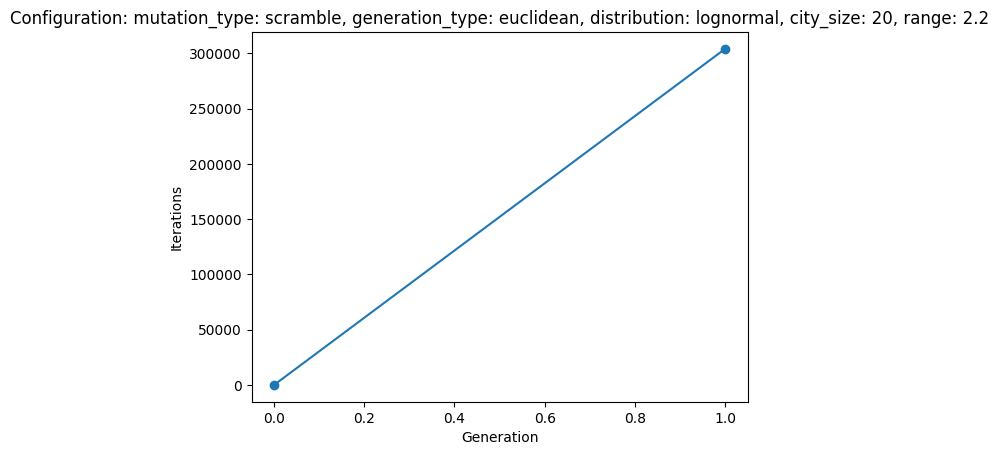 Configuration: mutation_type: scramble, generation_type: euclidean, distribution: lognormal, city_size: 20, range: 2.2
300000
250000
200000
150000
100000
50000
0
Iterations
0.0 0.2 0.4 0.6 0.8 1.0
Generation